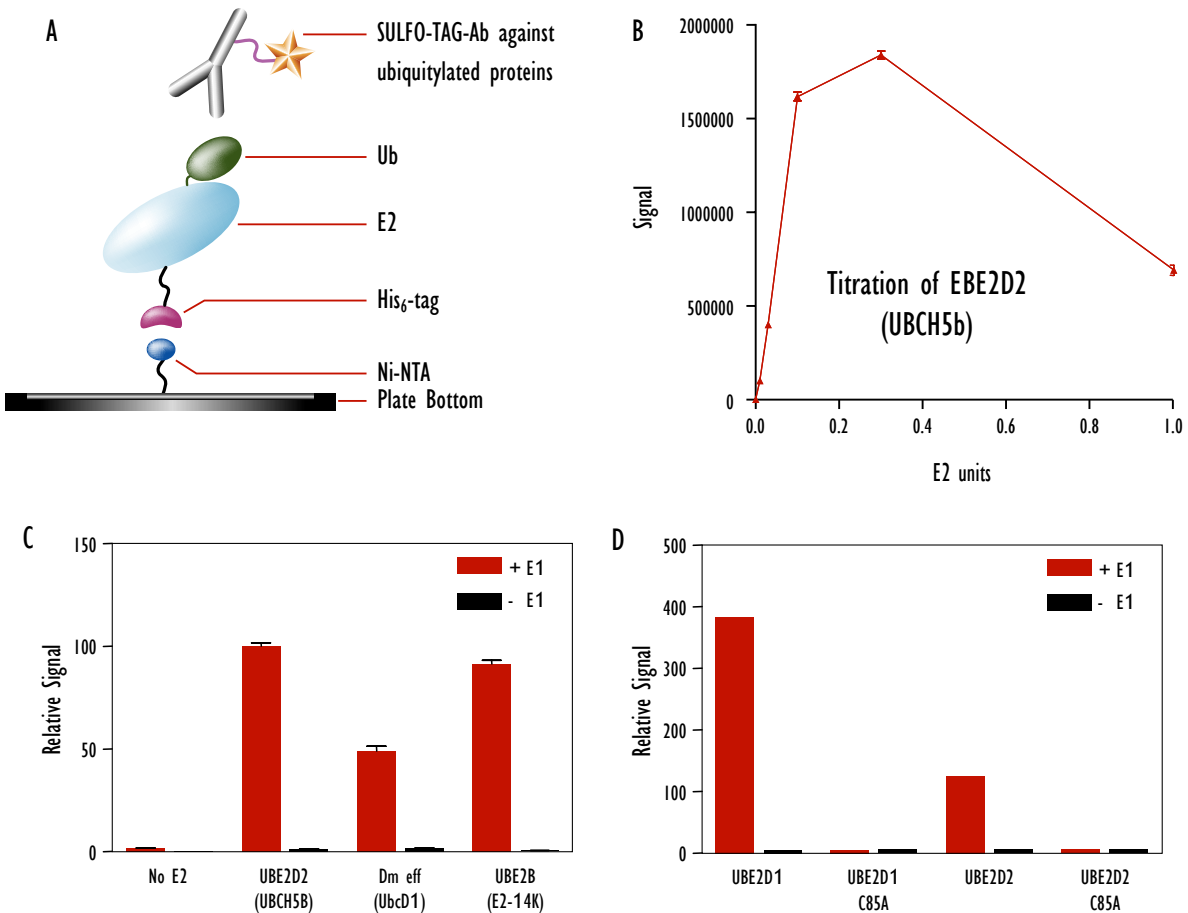 A
SULFO-TAG-Ab against
ubiquitylated proteins
Ub
E2
His6-tag
Ni-NTA
Plate Bottom
B
2000000
1500000
1000000
500000
0
Signal
Titration of EBE2D2
(UBCH5b)
0.0 0.2 0.4 0.6 0.8 1.0
E2 units
C
150
100
50
0
Relative Signal
+ E1
- E1
No E2
UBE2D2
(UBCH5B)
Dm eff
(UbcD1)
UBE2B
(E2-14K)
D
500
400
300
200
100
0
Relative Signal
+ E1
- E1
UBE2D1
UBE2D1
C85A
UBE2D2
UBE2D2
C85A